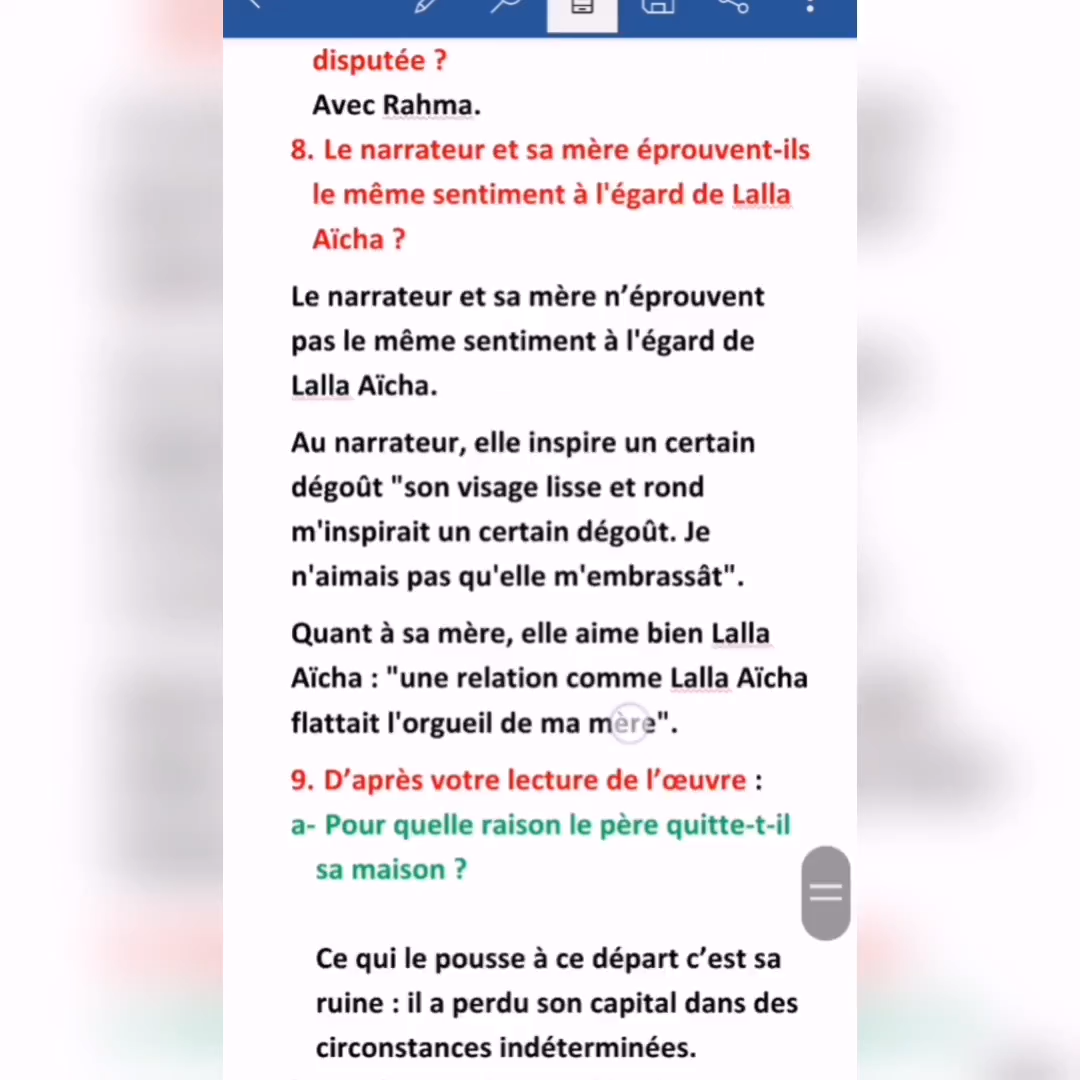 disputée ?
Avec Rahma.
8. Le narrateur et sa mère éprouvent-ils
le même sentiment à l'égard de Lalla
Aïcha ?
Le narrateur et sa mère n’éprouvent
pas le même sentiment à l'égard de
Lalla Aïcha.
Au narrateur, elle inspire un certain
dégoût "son visage lisse et rond
m'inspirait un certain dégoût. Je
n'aimais pas qu'elle m'embrassât".
Quant à sa mère, elle aime bien Lalla
Aïcha : "une relation comme Lalla Aïcha
flattait l'orgueil de ma mère".
9. D’après votre lecture de l’œuvre :
a- Pour quelle raison le père quitte-t-il
sa maison ?
Ce qui le pousse à ce départ c’est sa
ruine : il a perdu son capital dans des
circonstances indéterminées.